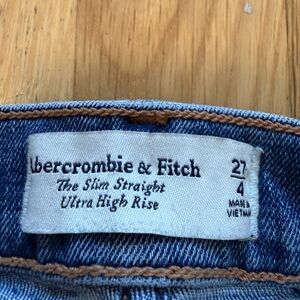 Abercrombie & Fitch
The Slim Straight
Ultra High Rise
27
4
MADE IN
VIETNAM